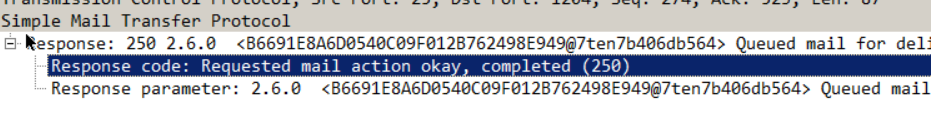 Transmission Control Protocol, Src Port: 25, Dst Port: 1264, Seq: 274, Ack: 525, Len: 87
Simple Mail Transfer Protocol
Response: 250 2.6.0 <B6691E8A6D0540C09F012B762498E949@7ten7b406db564> Queued mail for deli
Response code: Requested mail action okay, completed (250)
Response parameter: 2.6.0 <B6691E8A6D0540C09F012B762498E949@7ten7b406db564> Queued mail